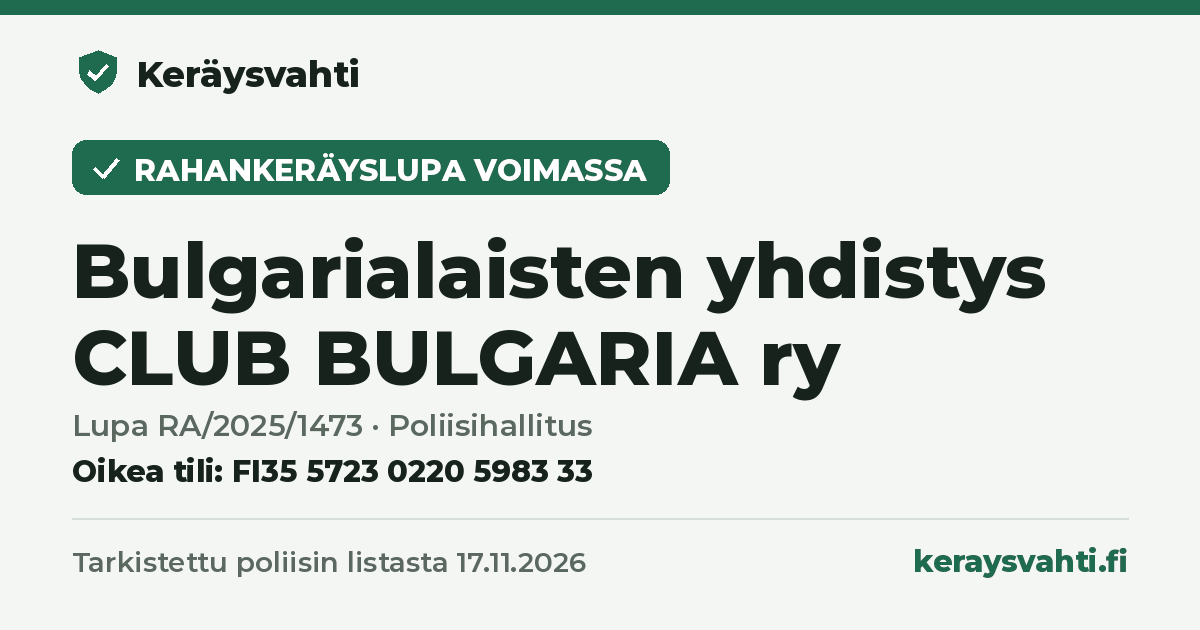 Keräysvahti
RAHANKERÄYSLUPA VOIMASSA
Bulgarialaisten yhdistys
CLUB BULGARIA ry
Lupa RA/2025/1473 · Poliisihallitus
Oikea tili: FI35 5723 0220 5983 33
Tarkistettu poliisin listasta 17.11.2026
keraysvahti.fi